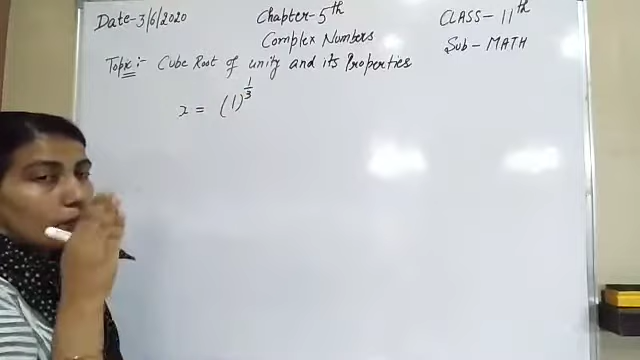 Date-3/6/2020 Chapter-5th CLASS-11th
Complex Numbers Sub-MATH
Topic:- Cube Root of unity and its Properties
z = (1)^1/3